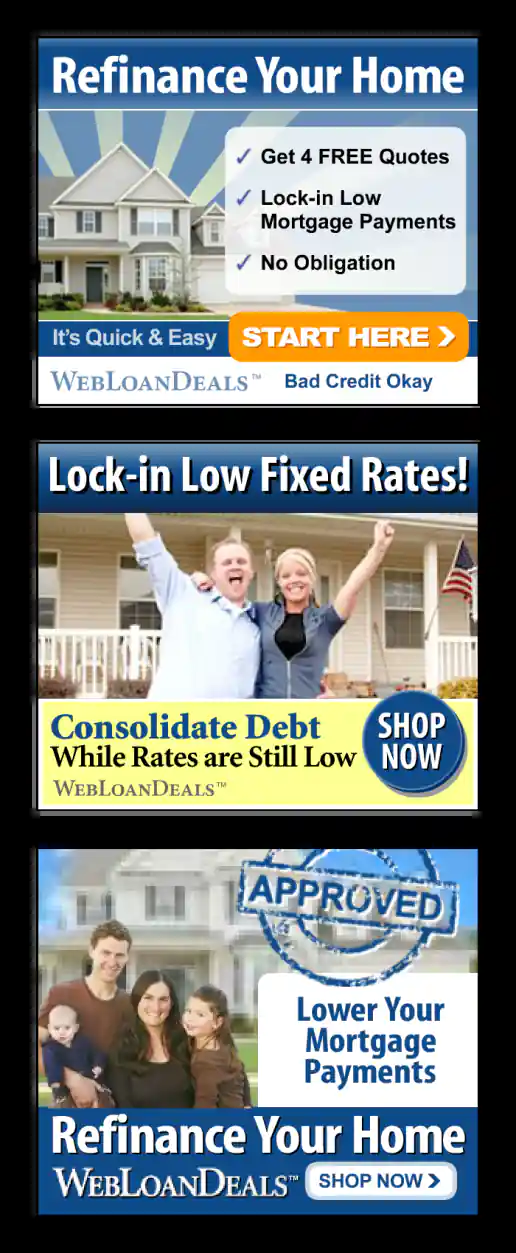 Refinance Your Home
✓ Get 4 FREE Quotes
✓ Lock-in Low
Mortgage Payments
✓ No Obligation
It's Quick & Easy
START HERE >
WEBLOANDEALS™
Bad Credit Okay
Lock-in Low Fixed Rates!
Consolidate Debt
While Rates are Still Low
WEBLOANDEALS™
SHOP
NOW
APPROVED
Lower Your
Mortgage
Payments
Refinance Your Home
WEBLOANDEALS™
SHOP NOW >